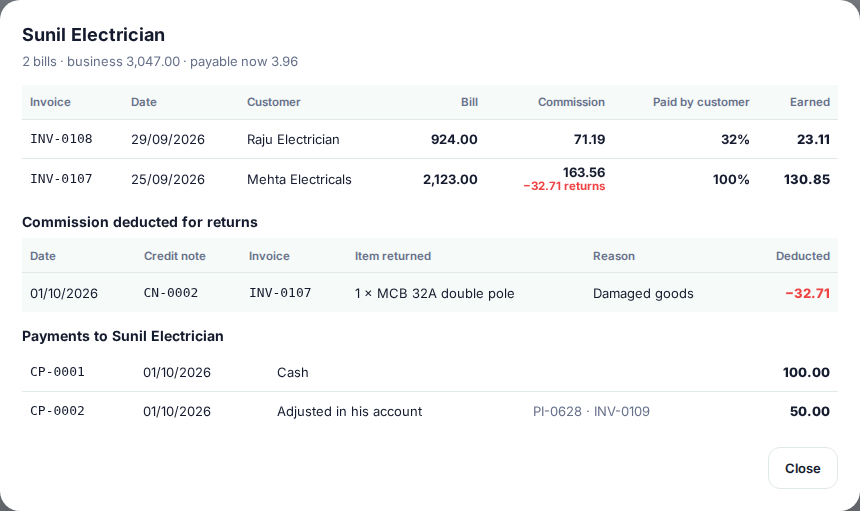 Sunil Electrician
2 bills · business 3,047.00 · payable now 3.96
Invoice Date Customer Bill Commission Paid by customer Earned
INV-0108 29/09/2026 Raju Electrician 924.00 71.19 32% 23.11
INV-0107 25/09/2026 Mehta Electricals 2,123.00 163.56 100% 130.85
−32.71 returns
Commission deducted for returns
Date Credit note Invoice Item returned Reason Deducted
01/10/2026 CN-0002 INV-0107 1 × MCB 32A double pole Damaged goods −32.71
Payments to Sunil Electrician
CP-0001 01/10/2026 Cash 100.00
CP-0002 01/10/2026 Adjusted in his account PI-0628 · INV-0109 50.00
Close